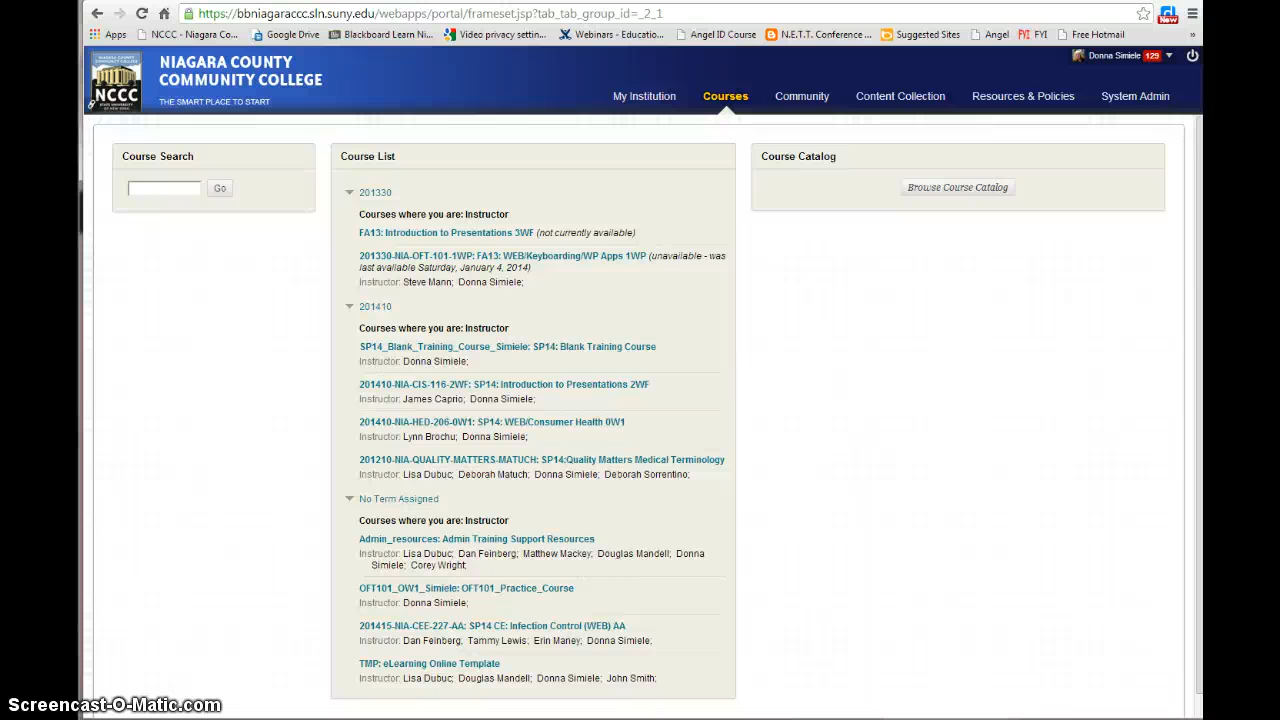 https://bbniagaraccc.sln.suny.edu/webapps/portal/frameset.jsp?tab_tab_group_id=_2_1
New
Apps NCCC - Niagara Co... Google Drive Blackboard Learn Ni... Video privacy settin... Webinars - Educatio... Angel ID Course N.E.T.T. Conference ... Suggested Sites Angel FYI FYI Free Hotmail »
NIAGARA COUNTY
COMMUNITY COLLEGE
THE SMART PLACE TO START
NCCC
Donna Simiele 129
My Institution Courses Community Content Collection Resources & Policies System Admin
Course Search
Go
Course List
201330
Courses where you are: Instructor
FA13: Introduction to Presentations 3WF (not currently available)
201330-NIA-OFT-101-1WP: FA13: WEB/Keyboarding/WP Apps 1WP (unavailable - was
last available Saturday, January 4, 2014)
Instructor: Steve Mann; Donna Simiele;
201410
Courses where you are: Instructor
SP14_Blank_Training_Course_Simiele: SP14: Blank Training Course
Instructor: Donna Simiele;
201410-NIA-CIS-116-2WF: SP14: Introduction to Presentations 2WF
Instructor: James Caprio; Donna Simiele;
201410-NIA-HED-206-0W1: SP14: WEB/Consumer Health 0W1
Instructor: Lynn Brochu; Donna Simiele;
201210-NIA-QUALITY-MATTERS-MATUCH: SP14:Quality Matters Medical Terminology
Instructor: Lisa Dubuc; Deborah Matuch; Donna Simiele; Deborah Sorrentino;
No Term Assigned
Courses where you are: Instructor
Admin_resources: Admin Training Support Resources
Instructor: Lisa Dubuc; Dan Feinberg; Matthew Mackey; Douglas Mandell; Donna
Simiele; Corey Wright;
OFT101_OW1_Simiele: OFT101_Practice_Course
Instructor: Donna Simiele;
201415-NIA-CEE-227-AA: SP14 CE: Infection Control (WEB) AA
Instructor: Dan Feinberg; Tammy Lewis; Erin Maney; Donna Simiele;
TMP: eLearning Online Template
Instructor: Lisa Dubuc; Douglas Mandell; Donna Simiele; John Smith;
Course Catalog
Browse Course Catalog
Screencast-O-Matic.com